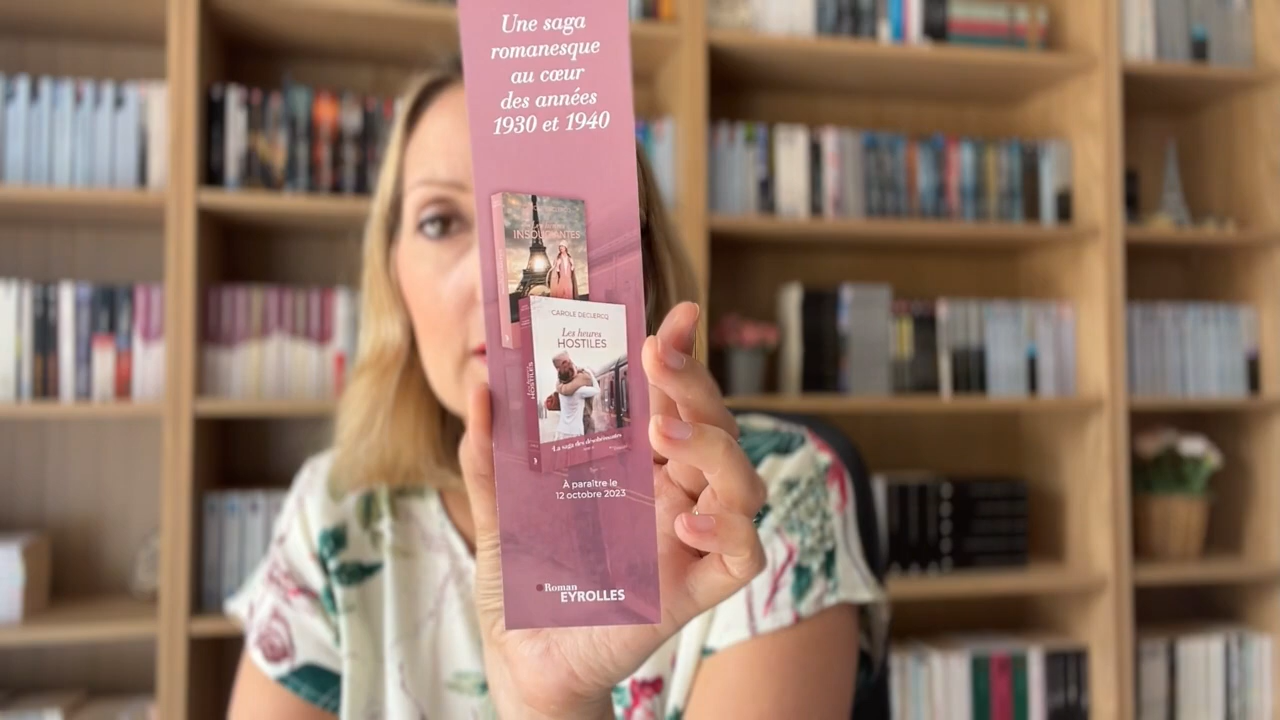 Une saga
romanesque
au cœur
des années
1930 et 1940
INSOUCIANTES
CAROLE DECLERCQ
Les heures
HOSTILES
La saga des désobéissantes
À paraître le
12 octobre 2023
Roman
EYROLLES